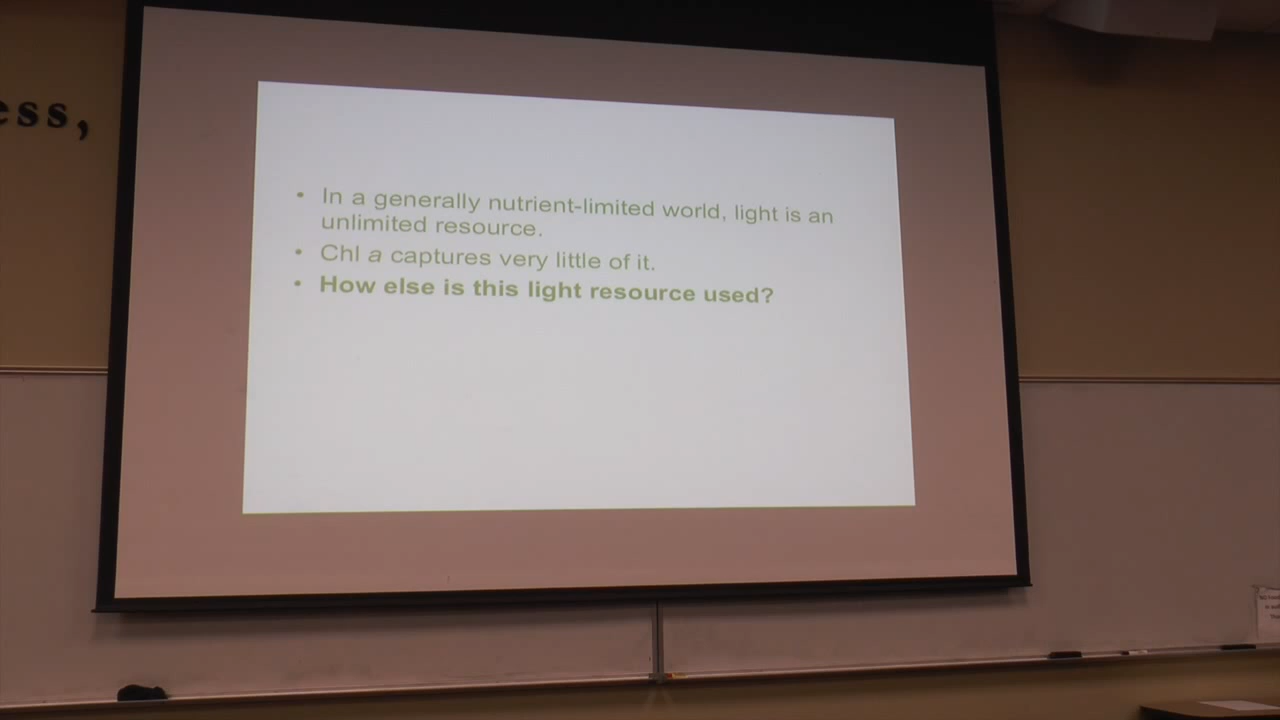 ess,
• In a generally nutrient-limited world, light is an
unlimited resource.
• Chl a captures very little of it.
• How else is this light resource used?